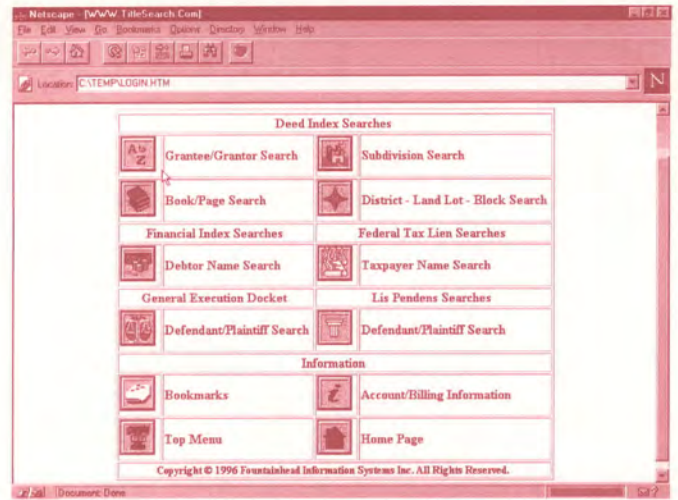 Netscape - [WWW.TitleSearch.Com]
File Edit View Go Bookmarks Options Directory Window Help
Location: C:\TEMP\LOGIN.HTM
N
Deed Index Searches
A to Z
Grantee/Grantor Search
Subdivision Search
Book/Page Search
District - Land Lot - Block Search
Financial Index Searches
Federal Tax Lien Searches
Debtor Name Search
Taxpayer Name Search
General Execution Docket
Lis Pendens Searches
Defendant/Plaintiff Search
Defendant/Plaintiff Search
Information
Bookmarks
i
Account/Billing Information
Top Menu
Home Page
Copyright © 1996 Fountainhead Information Systems Inc. All Rights Reserved.
Document: Done